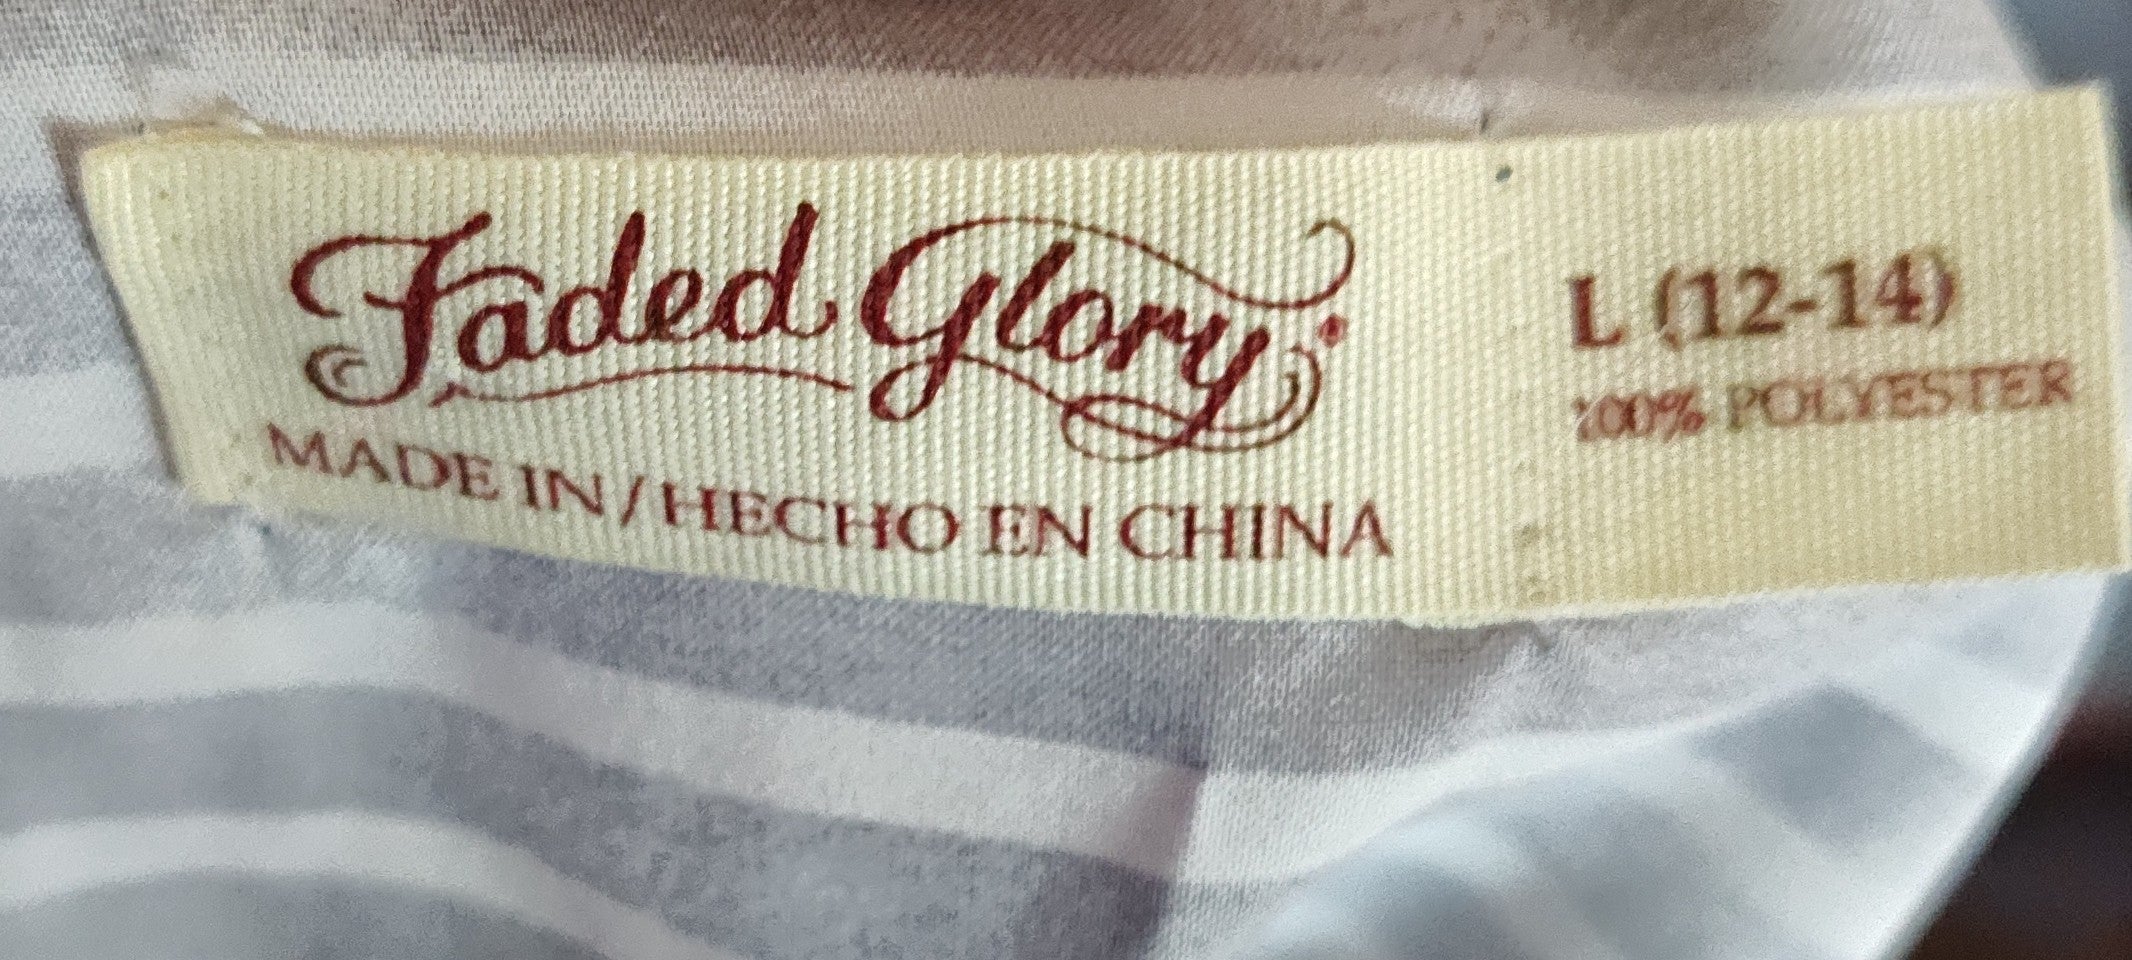 Faded Glory®
MADE IN/HECHO EN CHINA
L (12-14)
100% POLYESTER